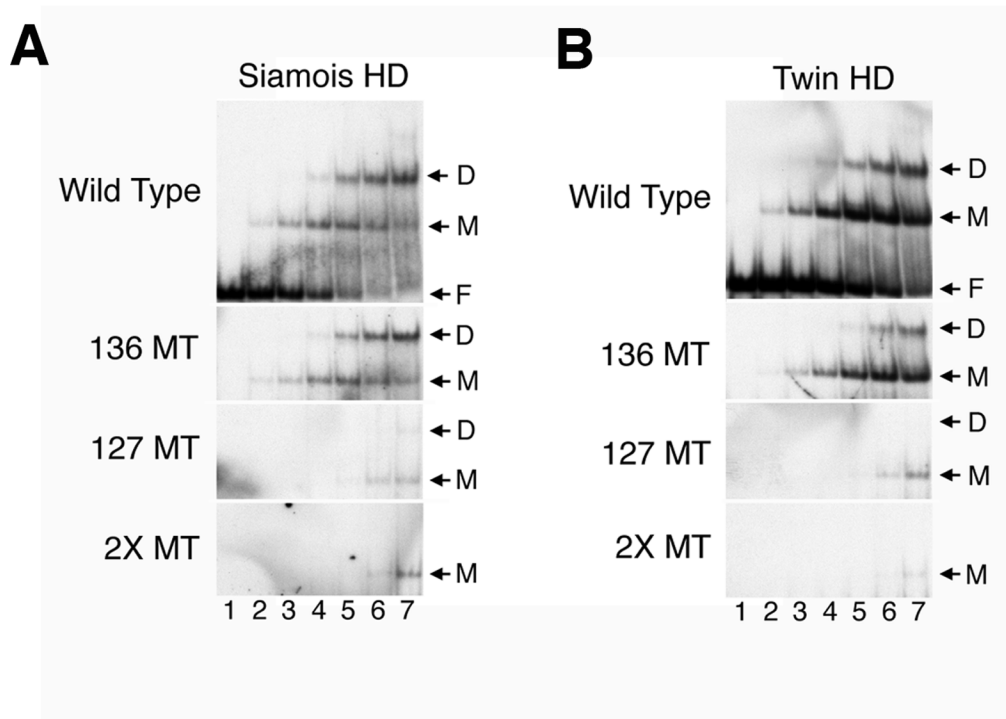 A
B
Siamois HD
Twin HD
Wild Type
D
M
F
136 MT
D
M
127 MT
D
M
2X MT
M
1 2 3 4 5 6 7
Wild Type
D
M
F
136 MT
D
M
127 MT
D
M
2X MT
M
1 2 3 4 5 6 7